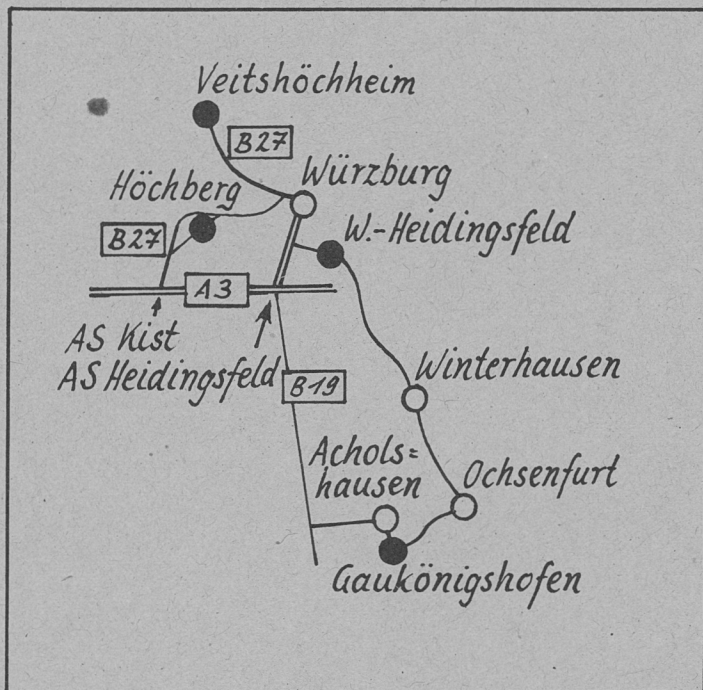 Veitshöchheim
B27
Würzburg
Höchberg
W.-Heidingsfeld
B27
A3
AS Kist
AS Heidingsfeld
B19
Winterhausen
Achols=
hausen
Ochsenfurt
Gaukönigshofen